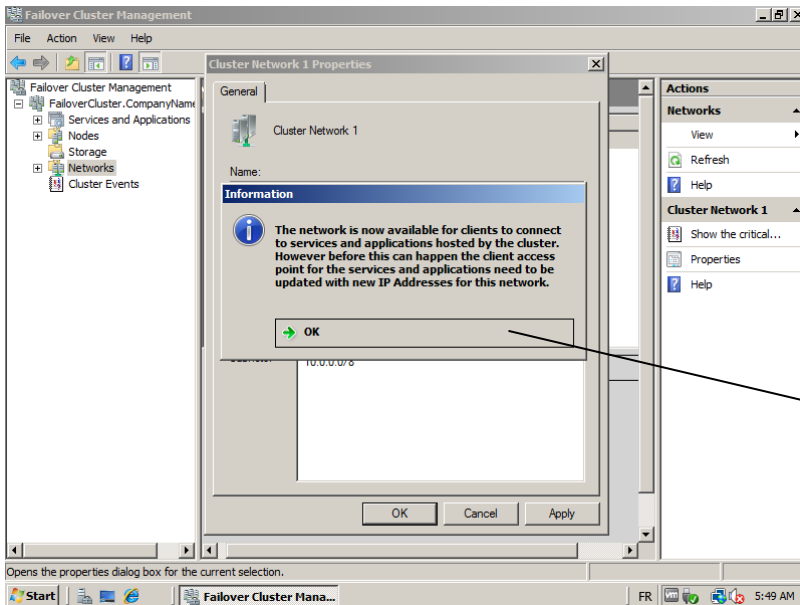 Failover Cluster Management
File Action View Help
Failover Cluster Management
FailoverCluster.CompanyName
Services and Applications
Nodes
Storage
Networks
Cluster Events
Cluster Network 1 Properties
General
Cluster Network 1
Name:
Information
The network is now available for clients to connect
to services and applications hosted by the cluster.
However before this can happen the client access
point for the services and applications need to be
updated with new IP Addresses for this network.
OK
10.0.0.0/8
OK Cancel Apply
Actions
Networks
View
Refresh
Help
Cluster Network 1
Show the critical...
Properties
Help
Opens the properties dialog box for the current selection.
Start
Failover Cluster Mana...
FR
5:49 AM